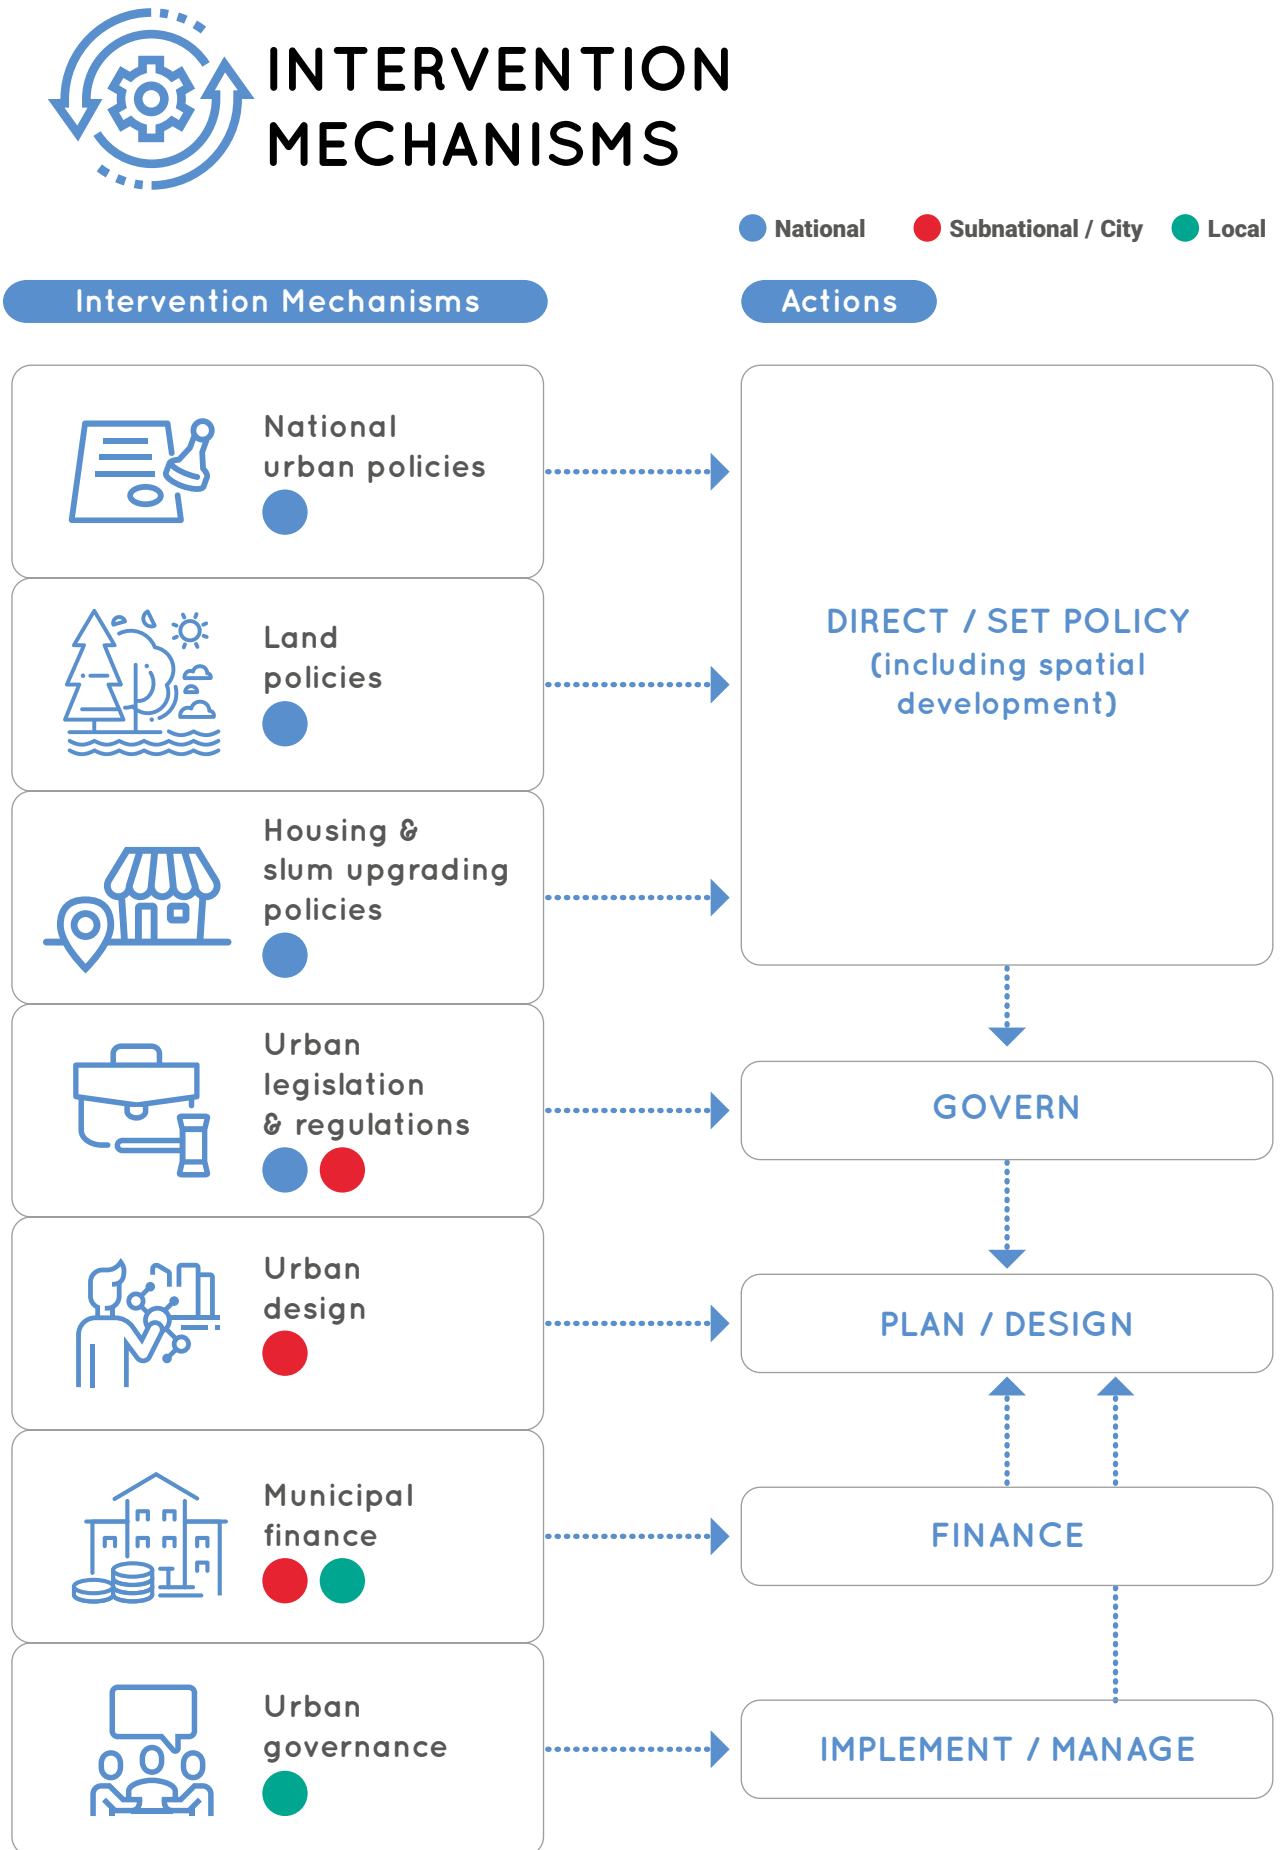 INTERVENTION
MECHANISMS
National
Subnational / City
Local
Intervention Mechanisms
Actions
National
urban policies
Land
policies
Housing &
slum upgrading
policies
Urban
legislation
& regulations
Urban
design
Municipal
finance
Urban
governance
DIRECT / SET POLICY
(including spatial
development)
GOVERN
PLAN / DESIGN
FINANCE
IMPLEMENT / MANAGE